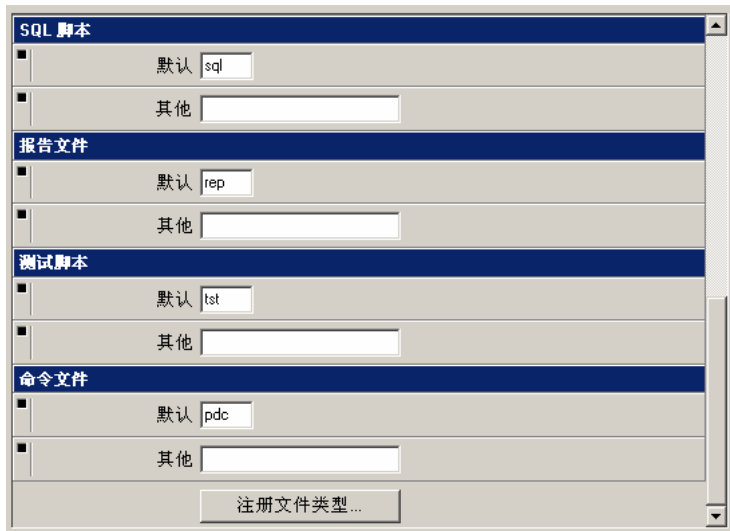 SQL 脚本
默认 sql
其他
报告文件
默认 rep
其他
测试脚本
默认 tst
其他
命令文件
默认 pdc
其他
注册文件类型...